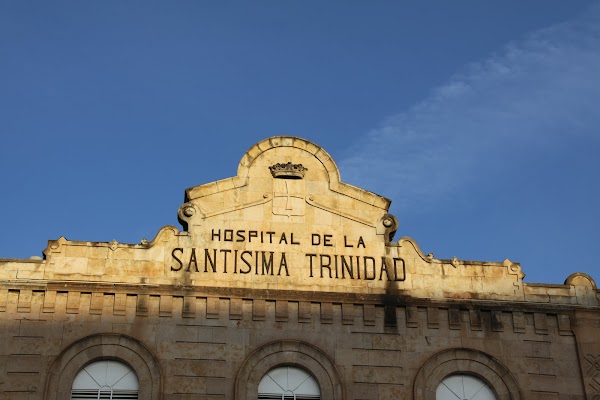 HOSPITAL DE LA
SANTISIMA TRINIDAD